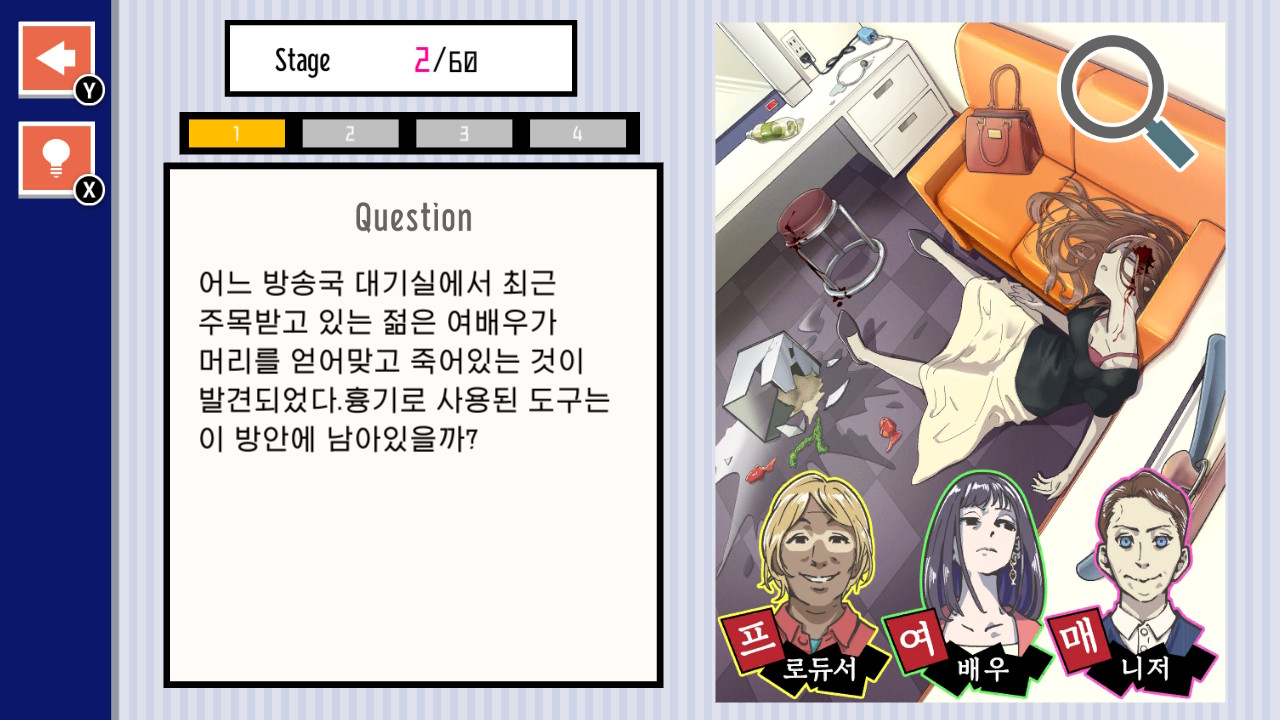 Y
X
Stage 2/60
1 2 3 4
Question
어느 방송국 대기실에서 최근
주목받고 있는 젊은 여배우가
머리를 얻어맞고 죽어있는 것이
발견되었다.흉기로 사용된 도구는
이 방안에 남아있을까?
프로듀서
여배우
매니저